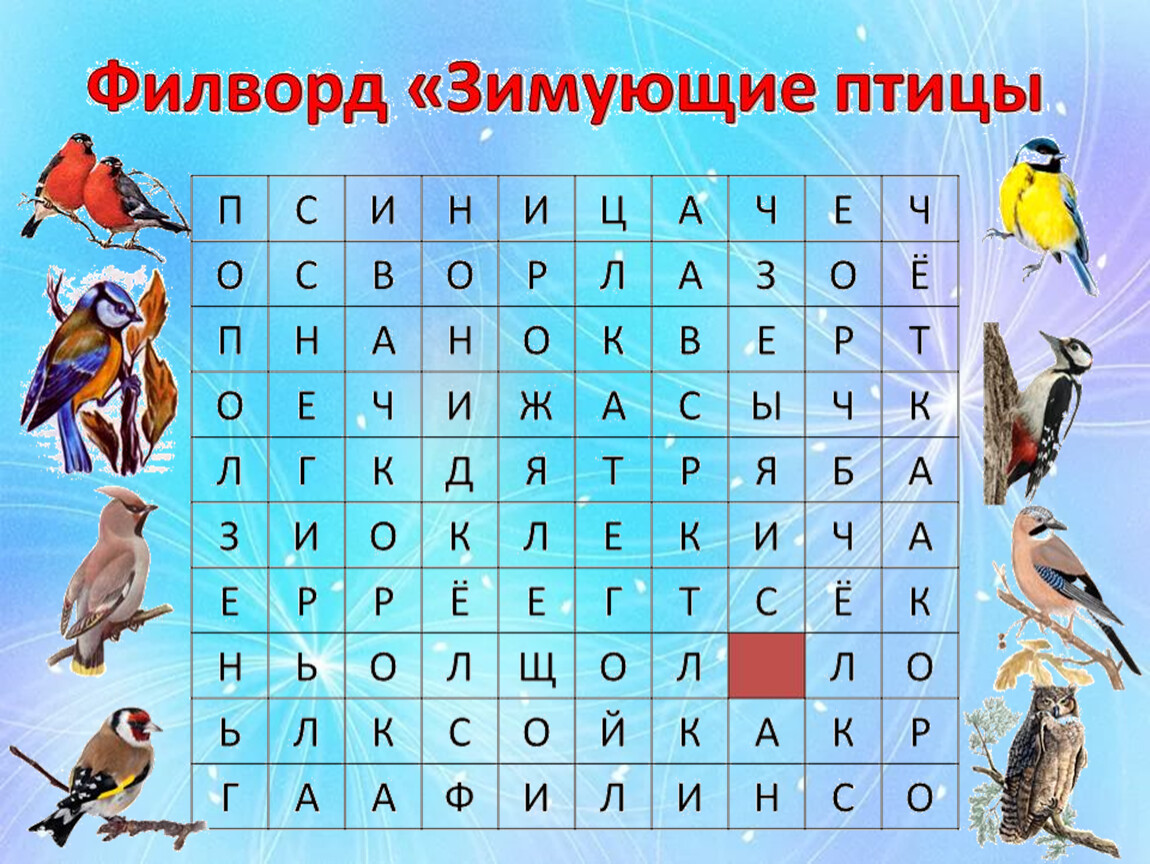 Филворд «Зимующие птицы
П С И Н И Ц А Ч Е Ч
О С В О Р Л А З О Ё
П Н А Н О К В Е Р Т
О Е Ч И Ж А С Ы Ч К
Л Г К Д Я Т Р Я Б А
З И О К Л Е К И Ч А
Е Р Р Ё Е Г Т С Ё К
Н Ь О Л Щ О Л Л О
Ь Л К С О Й К А К Р
Г А А Ф И Л И Н С О